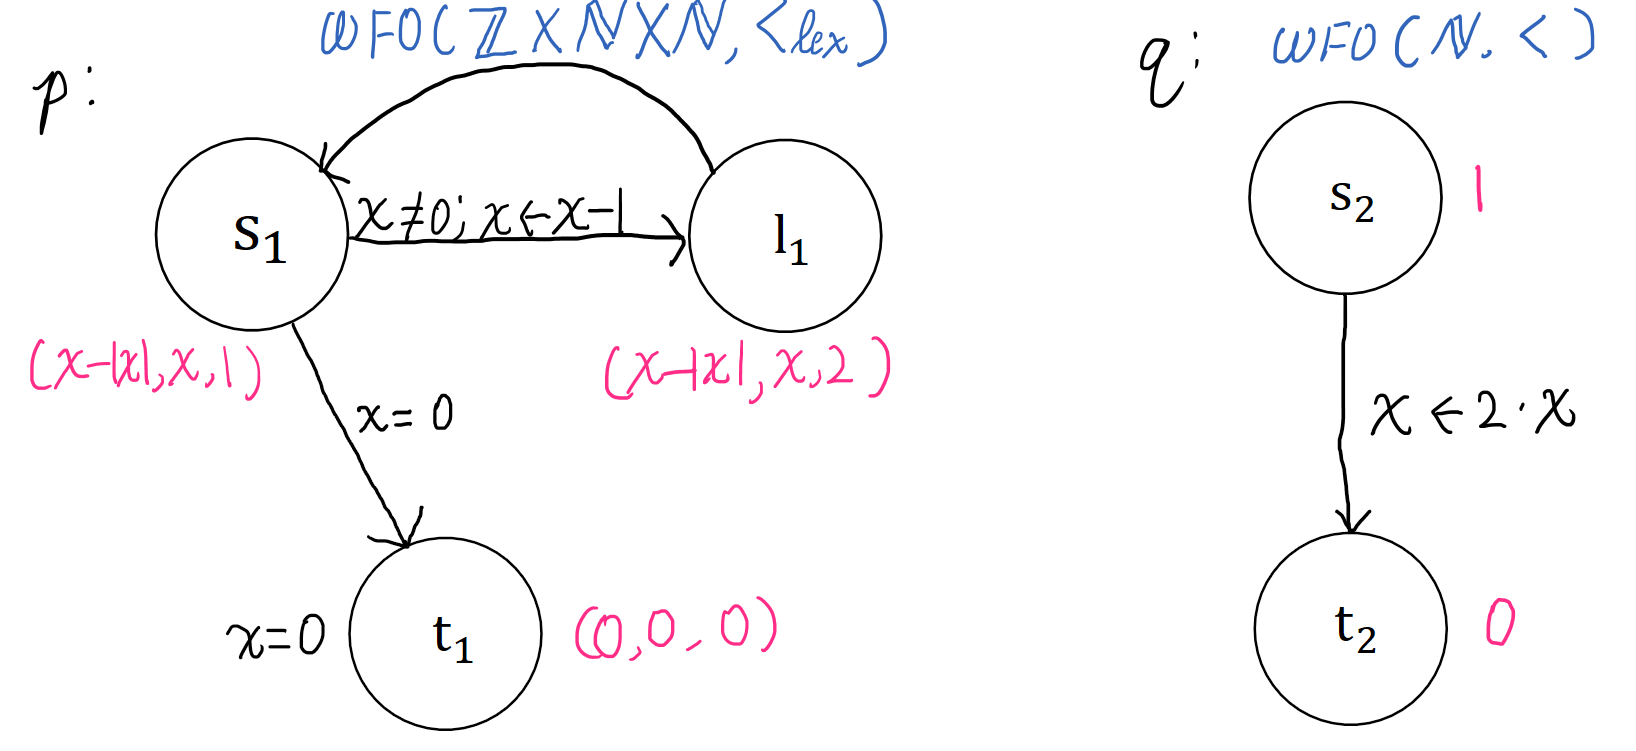 WFO(ℤ×ℕ×ℕ, <lex)
p:
s₁
x≠0; x←x-1
l₁
(x-|x|, x, 1)
(x-|x|, x, 2)
x=0
x=0
t₁
(0,0,0)
q:
WFO(ℕ.<)
s₂
1
x←2·x
t₂
0